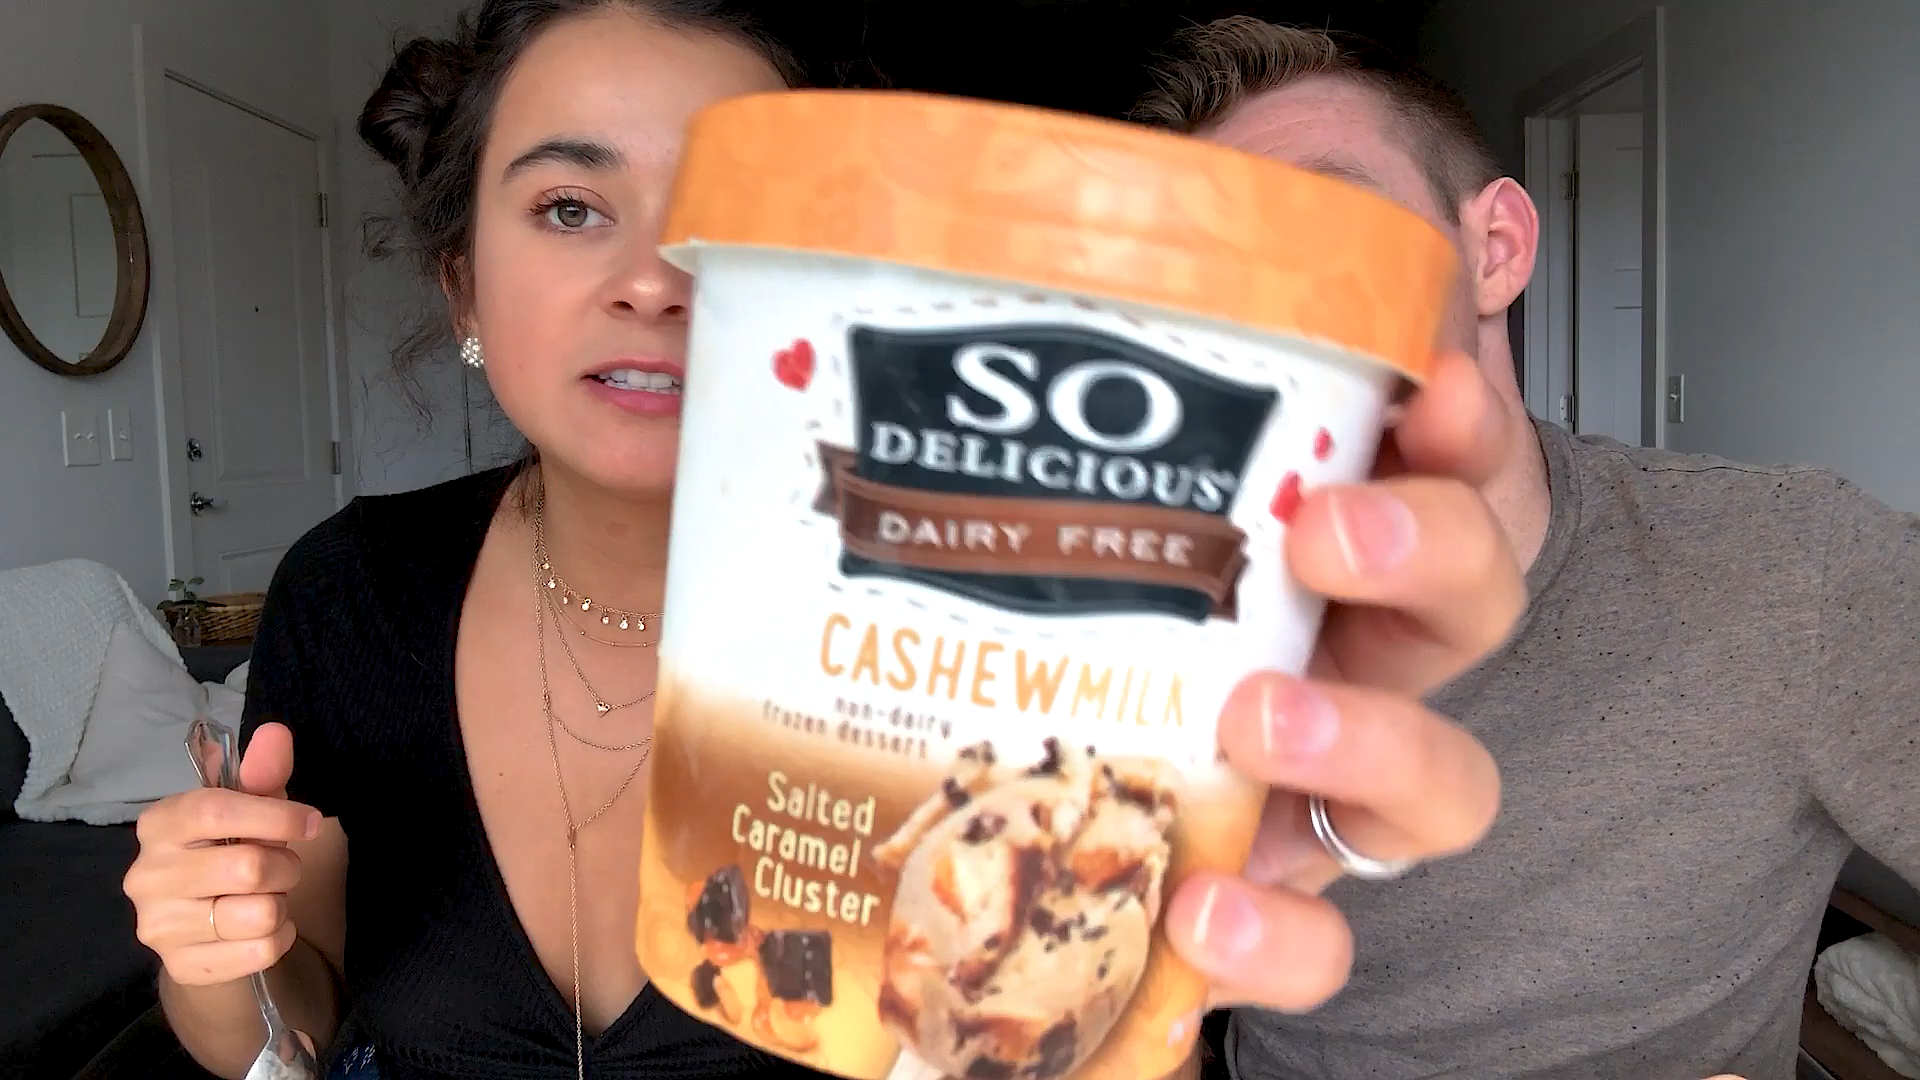 SO
DELICIOUS
DAIRY FREE
CASHEWMILK
non-dairy
frozen dessert
Salted
Caramel
Cluster